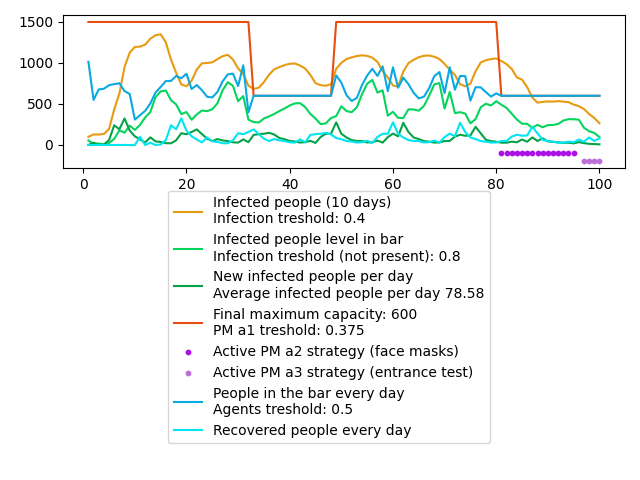 1500
1000
500
0
0 20 40 60 80 100
Infected people (10 days)
Infection treshold: 0.4
Infected people level in bar
Infection treshold (not present): 0.8
New infected people per day
Average infected people per day 78.58
Final maximum capacity: 600
PM a1 treshold: 0.375
Active PM a2 strategy (face masks)
Active PM a3 strategy (entrance test)
People in the bar every day
Agents treshold: 0.5
Recovered people every day